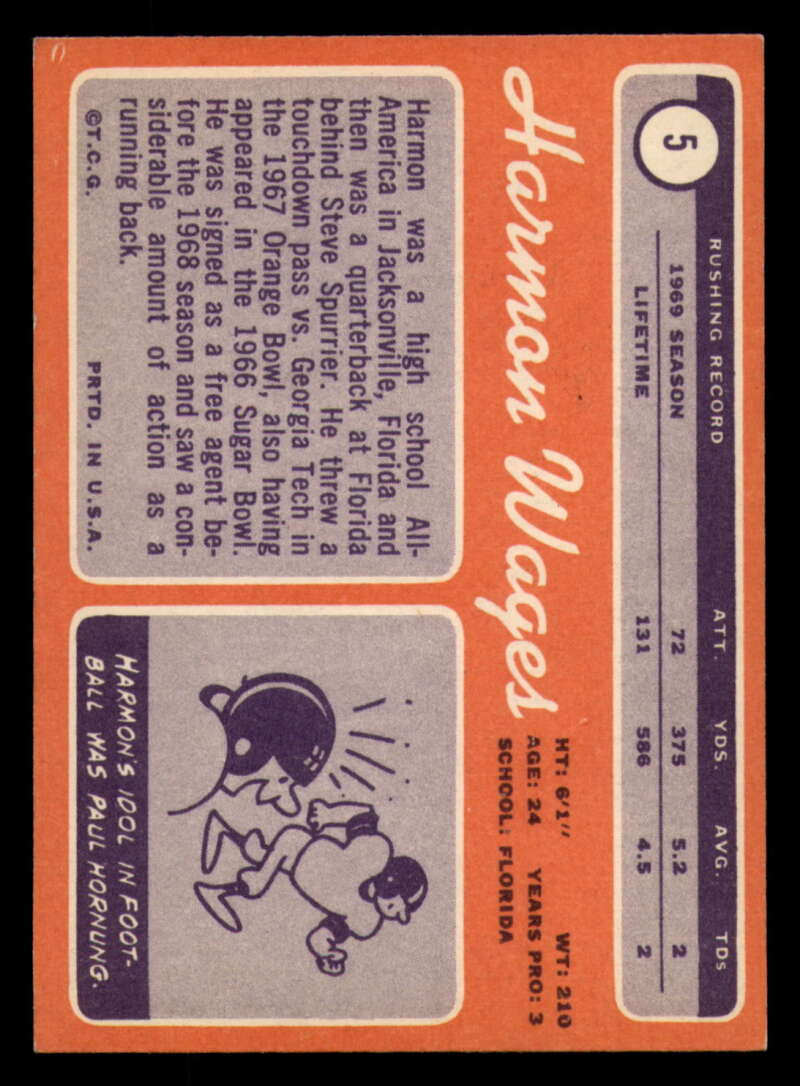 5
RUSHING RECORD ATT. YDS. AVG. TDs
1969 SEASON 72 375 5.2 2
LIFETIME 131 586 4.5 2
Harmon Wages
HT: 6'1" WT: 210
AGE: 24 YEARS PRO: 3
SCHOOL: FLORIDA
Harmon was a high school All-
America in Jacksonville, Florida and
then was a quarterback at Florida
behind Steve Spurrier. He threw a
touchdown pass vs. Georgia Tech in
the 1967 Orange Bowl, also having
appeared in the 1966 Sugar Bowl.
He was signed as a free agent be-
fore the 1968 season and saw a con-
siderable amount of action as a
running back.
©T.C.G. PRTD. IN U.S.A.
HARMON'S IDOL IN FOOT-
BALL WAS PAUL HORNUNG.